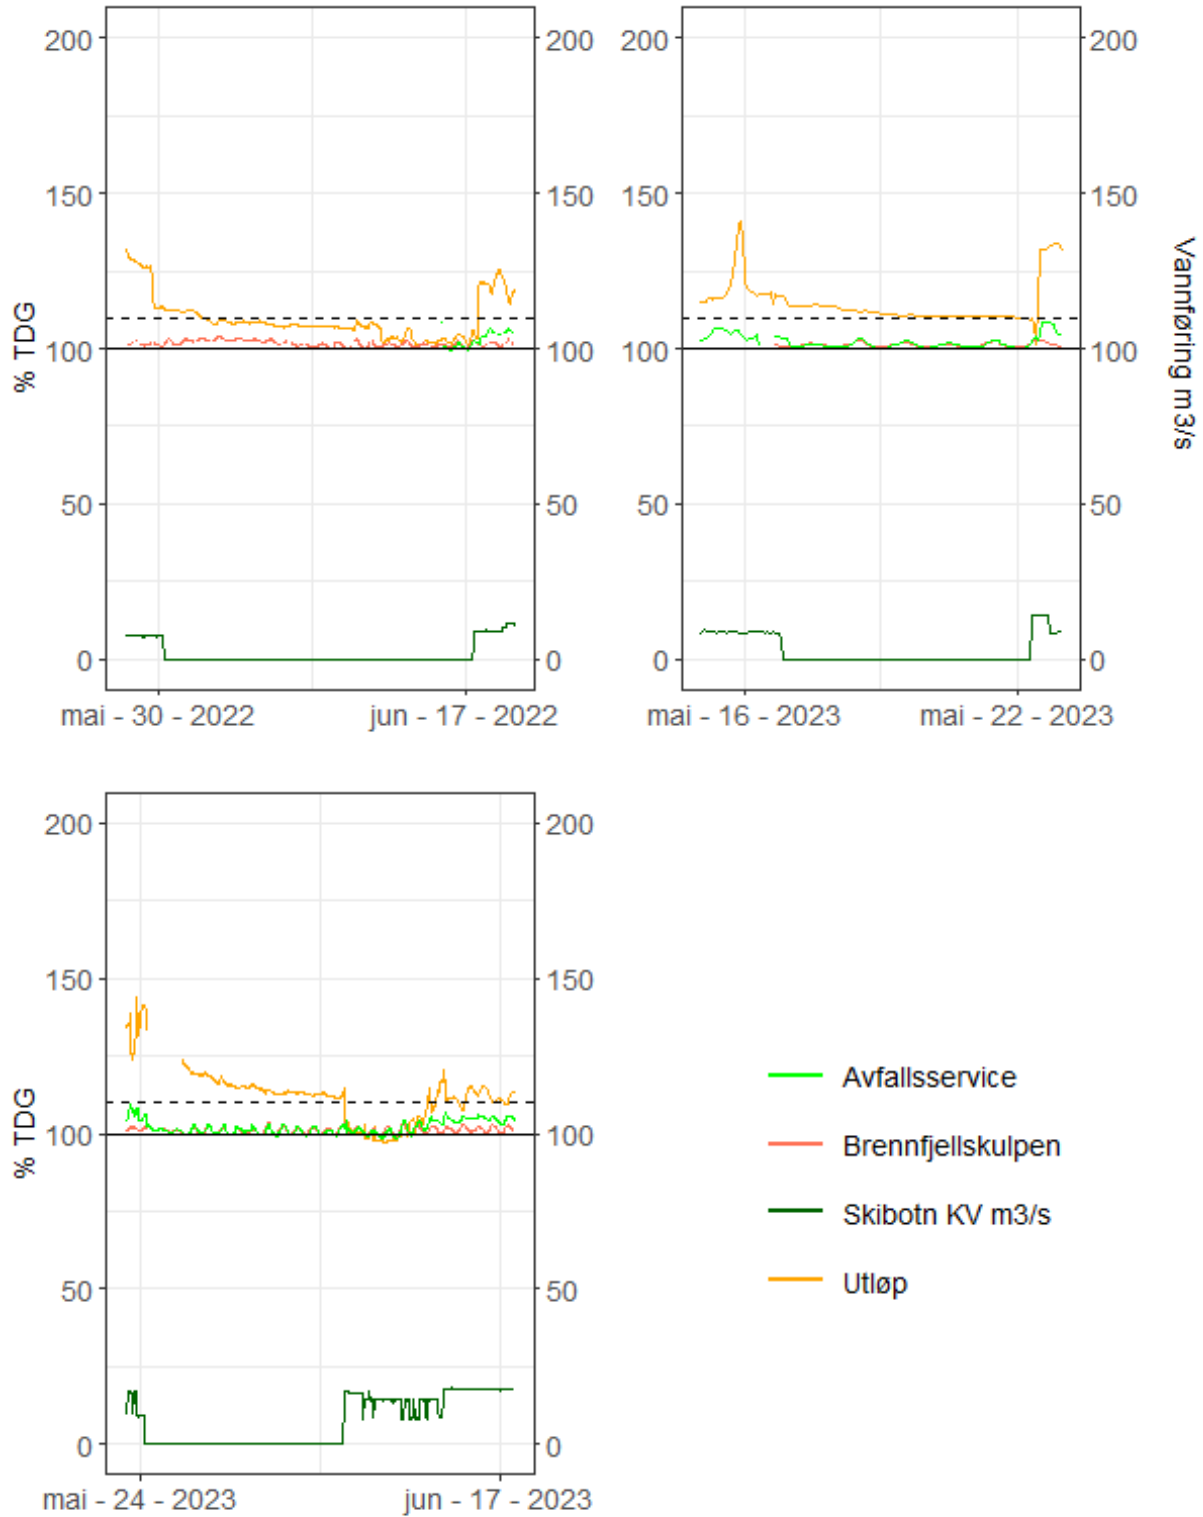 200
150
100
50
0
200
150
100
50
0
% TDG
mai - 30 - 2022
jun - 17 - 2022
200
150
100
50
0
200
150
100
50
0
Vannføring m3/s
mai - 16 - 2023
mai - 22 - 2023
200
150
100
50
0
200
150
100
50
0
% TDG
mai - 24 - 2023
jun - 17 - 2023
Avfallsservice
Brennfjellskulpen
Skibotn KV m3/s
Utløp